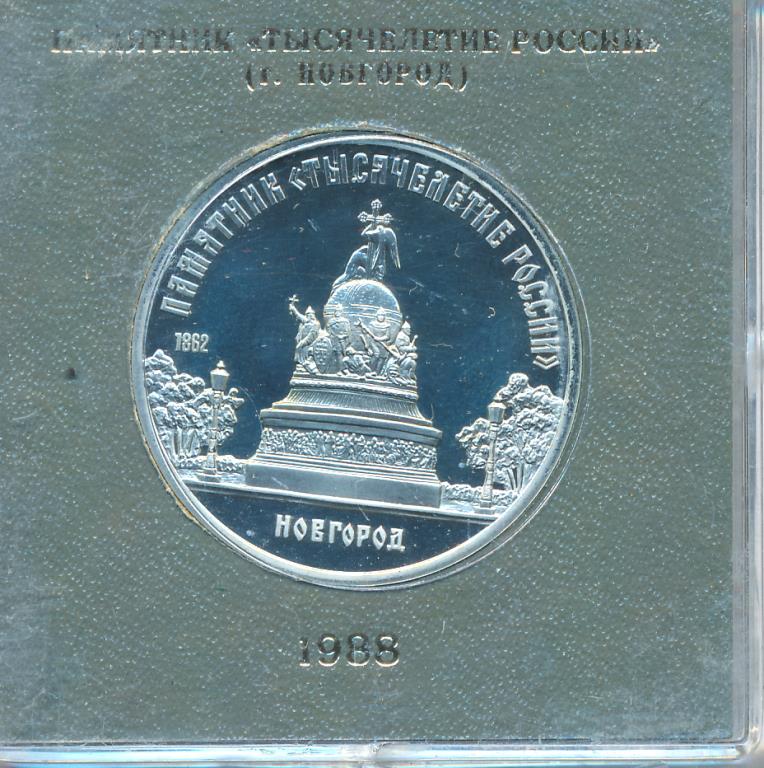 ПАМЯТНИК «ТЫСЯЧЕЛЕТИЕ РОССИИ»
(г. НОВГОРОД)
ПАМЯТНИК «ТЫСЯЧЕЛЕТИЕ РОССИИ»
1862
НОВГОРОД
1988